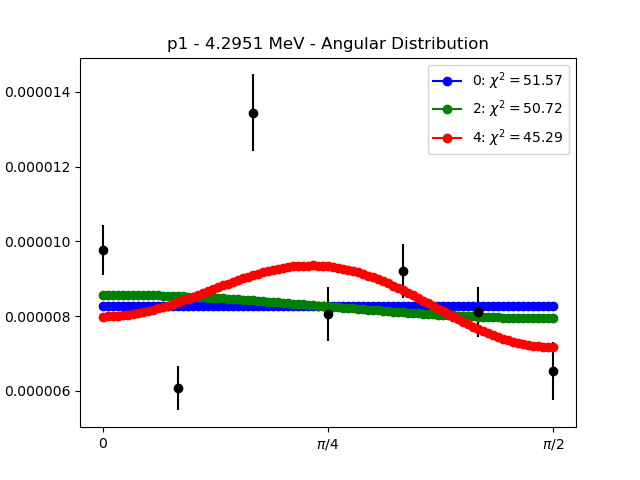 p1 - 4.2951 MeV - Angular Distribution
0.000014
0.000012
0.000010
0.000008
0.000006
0: χ² = 51.57
2: χ² = 50.72
4: χ² = 45.29
0
π/4
π/2